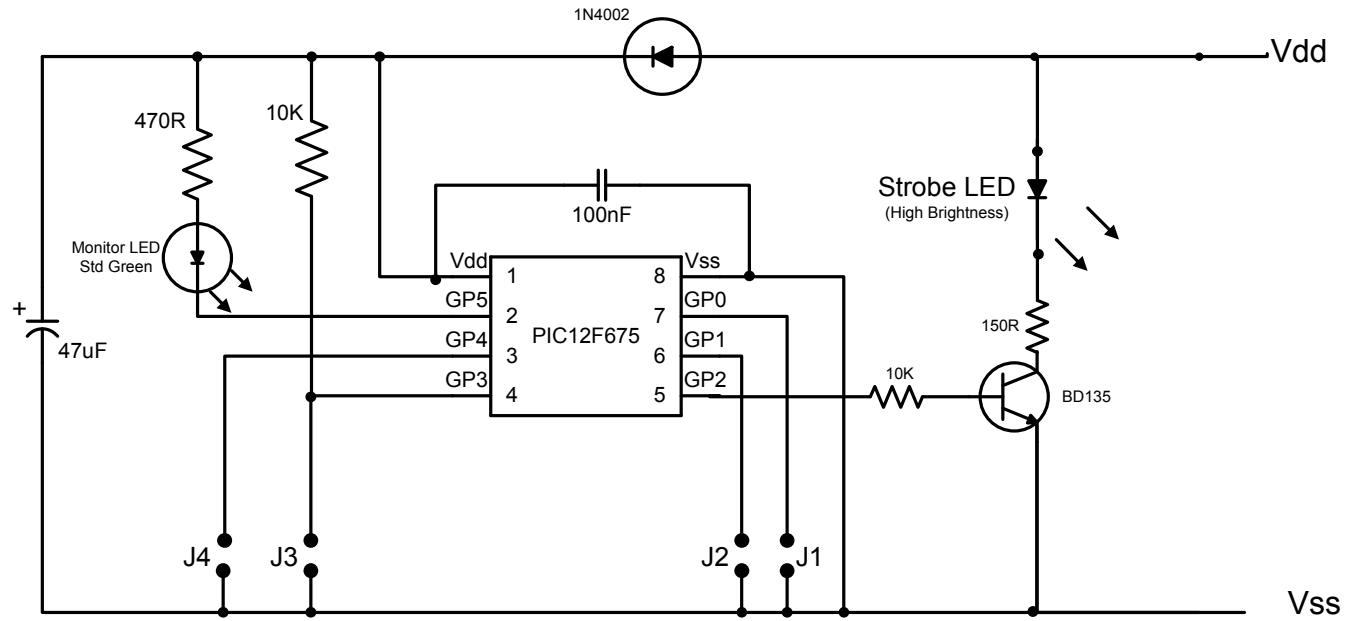 1N4002
Vdd
470R
10K
Strobe LED
(High Brightness)
100nF
Monitor LED
Std Green
Vdd
1
8
Vss
GP5
2
7
GP0
PIC12F675
GP4
3
6
GP1
GP3
4
5
GP2
+
47uF
150R
10K
BD135
J4
J3
J2
J1
Vss